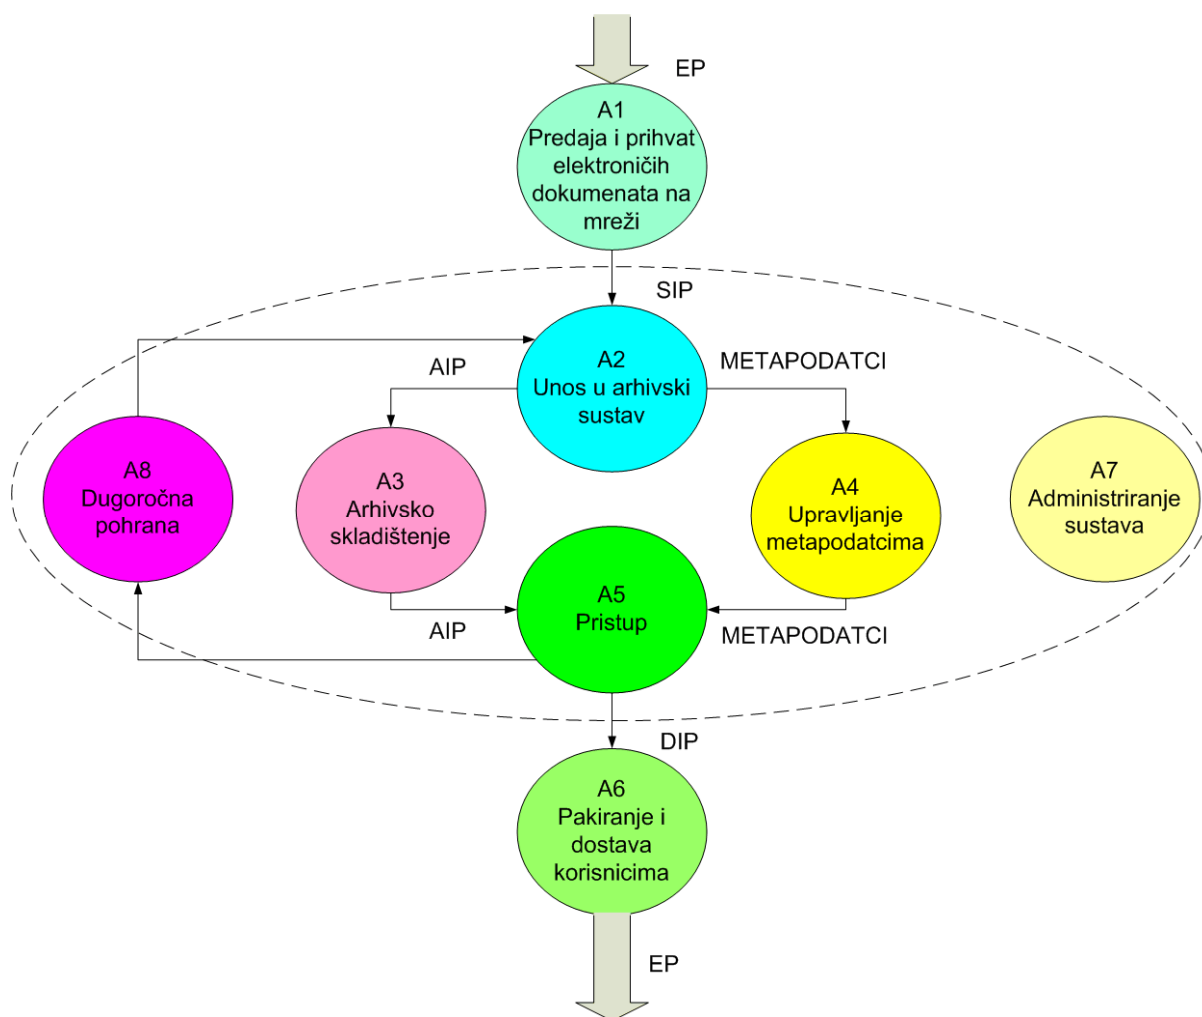 EP
A1
Predaja i prihvat
elektroničih
dokumenata na
mreži
SIP
A2
Unos u arhivski
sustav
AIP
METAPODATCI
A8
Dugoročna
pohrana
A3
Arhivsko
skladištenje
A4
Upravljanje
metapodatcima
A7
Administriranje
sustava
A5
Pristup
AIP
METAPODATCI
DIP
A6
Pakiranje i
dostava
korisnicima
EP